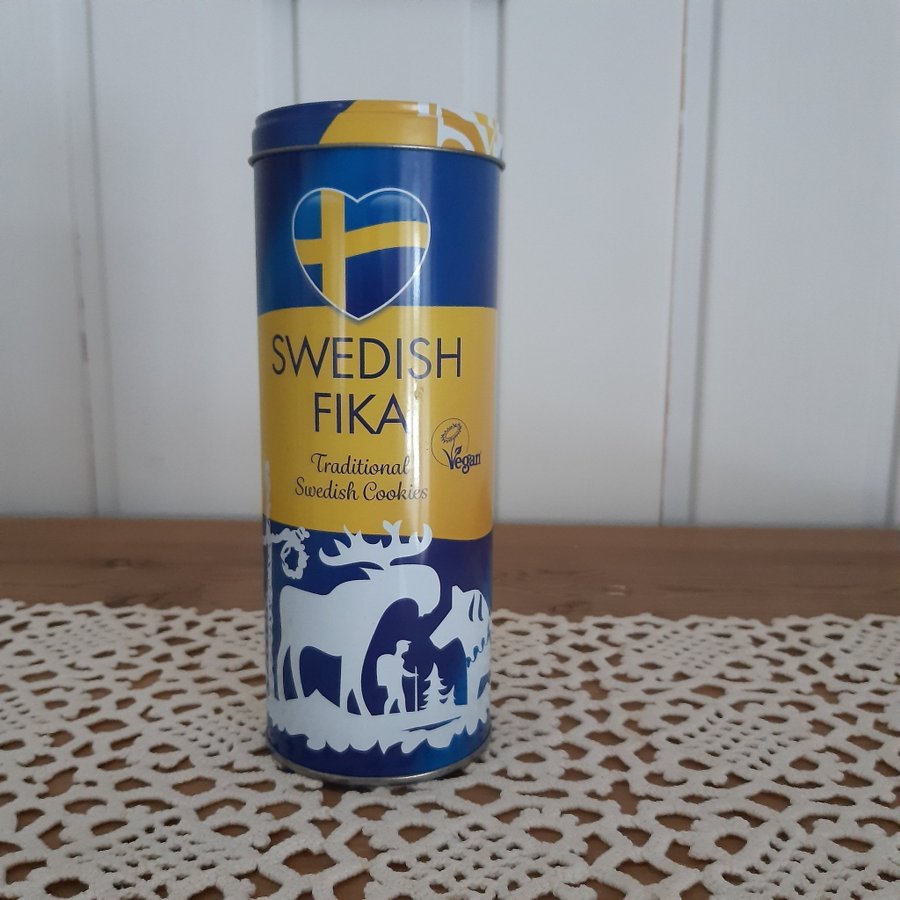 SWEDISH
FIKA
Vegan
Traditional
Swedish Cookies